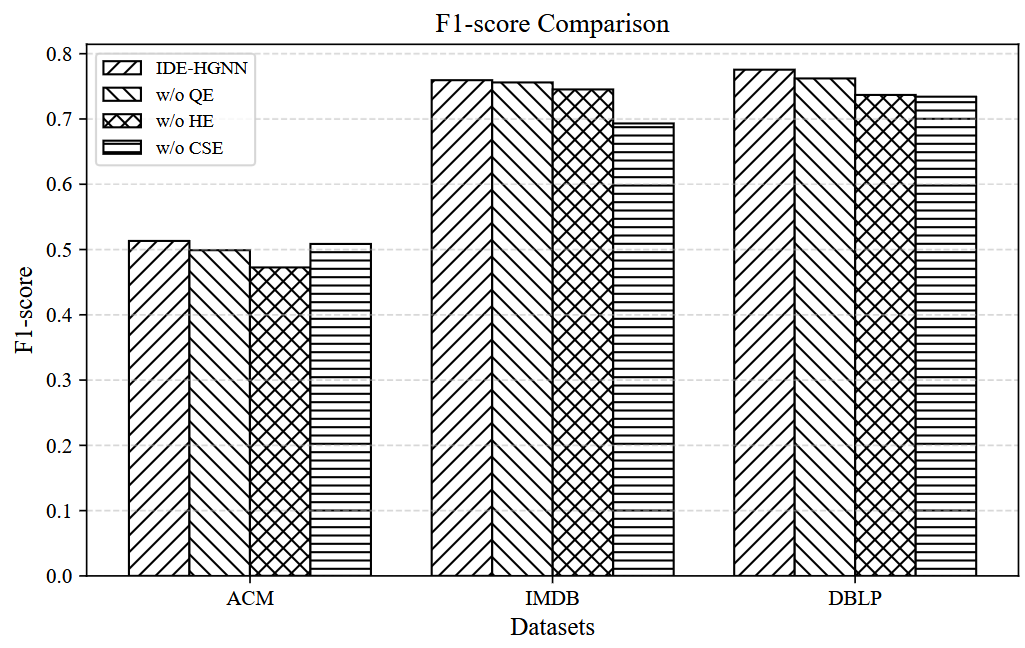 F1-score Comparison
0.8
0.7
0.6
0.5
0.4
0.3
0.2
0.1
0.0
F1-score
IDE-HGNN
w/o QE
w/o HE
w/o CSE
ACM
IMDB
DBLP
Datasets